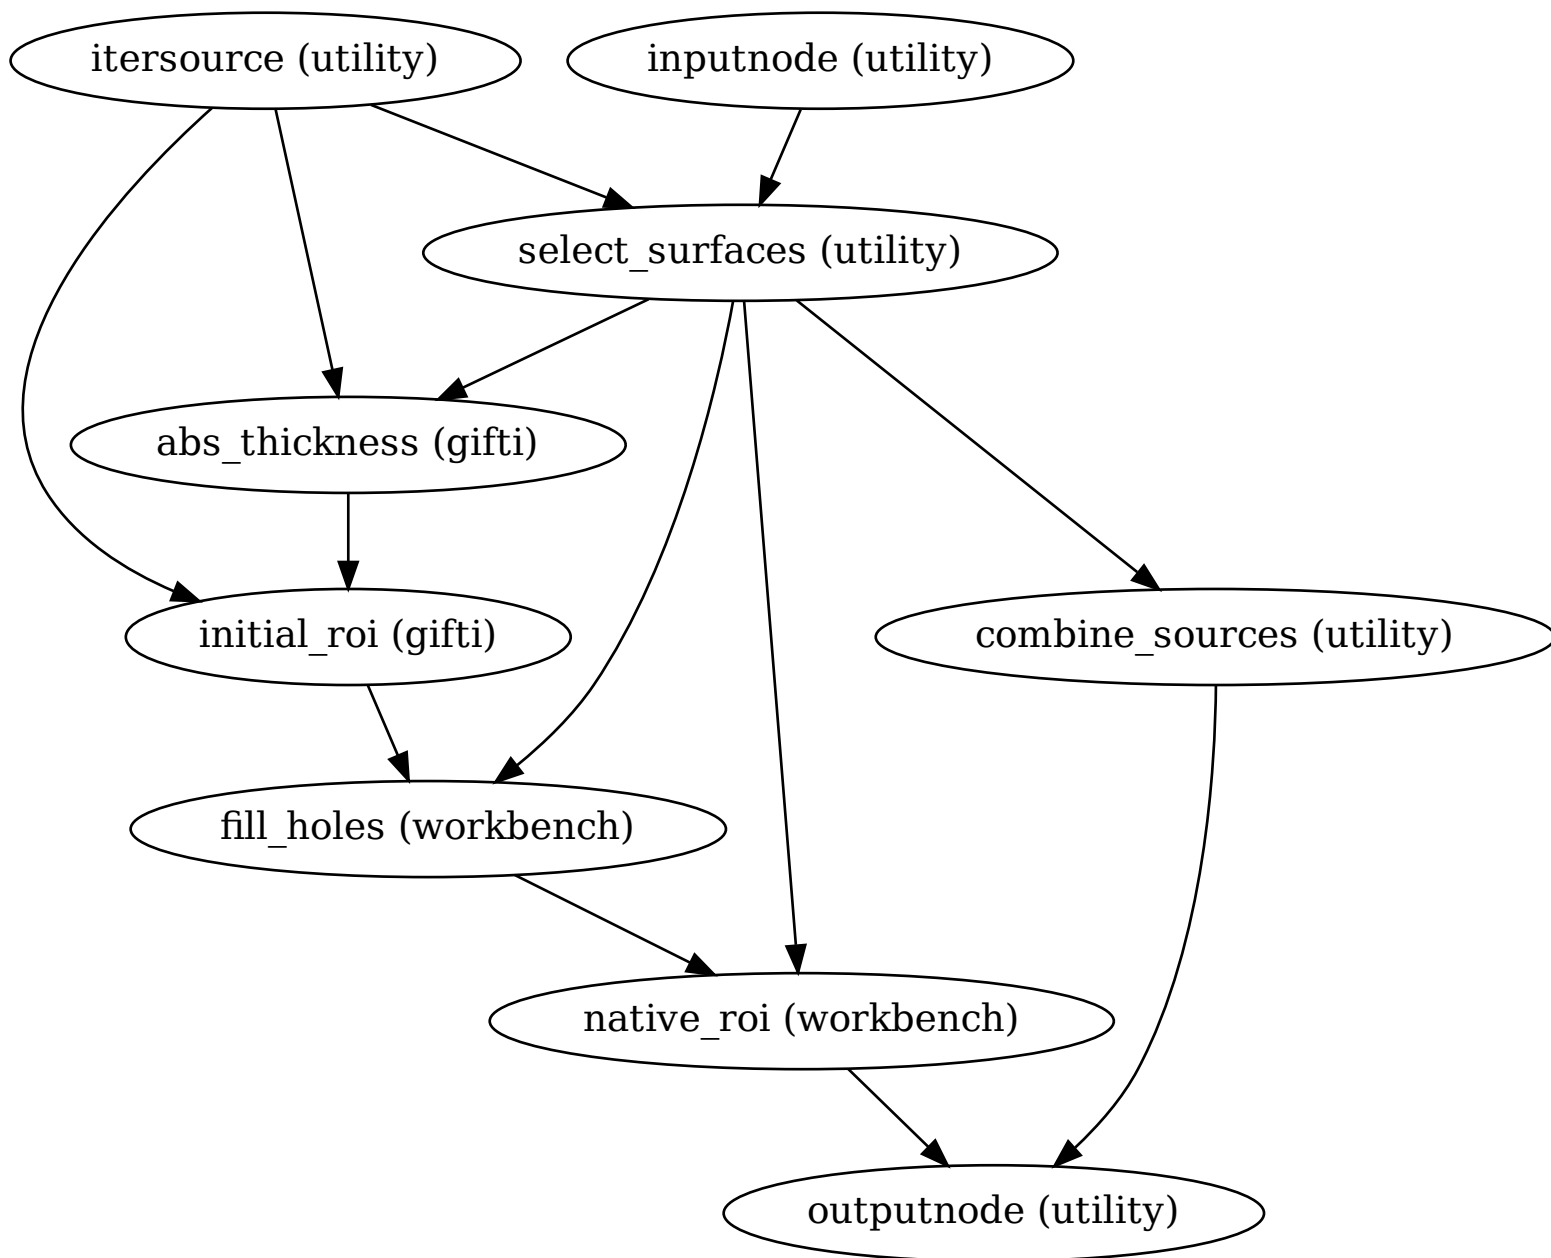 itersource (utility)
inputnode (utility)
select_surfaces (utility)
abs_thickness (gifti)
initial_roi (gifti)
combine_sources (utility)
fill_holes (workbench)
native_roi (workbench)
outputnode (utility)